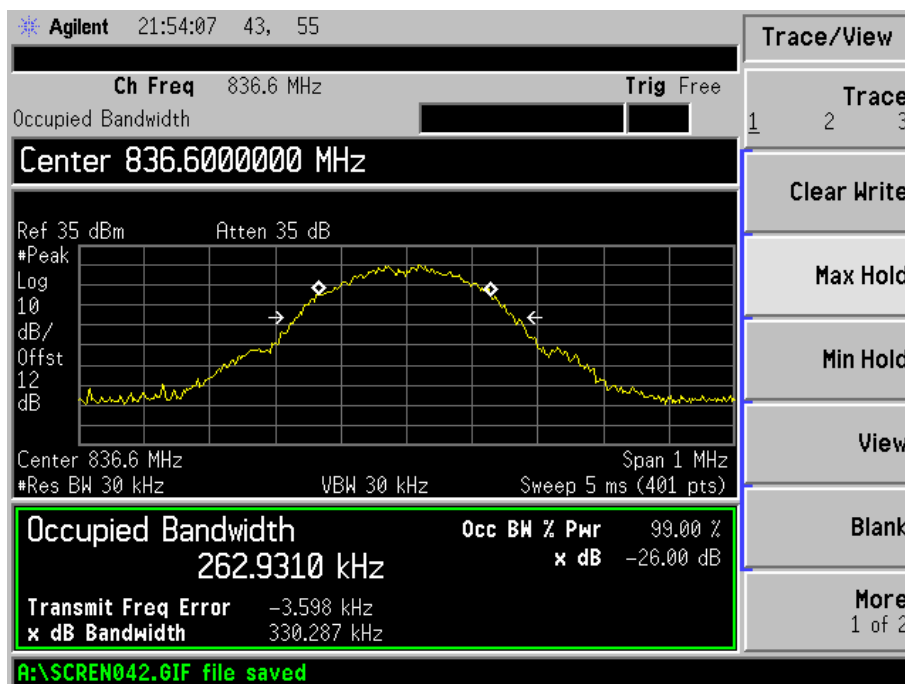 Agilent 21:54:07 43, 55
Trace/View
Ch Freq 836.6 MHz Trig Free
Occupied Bandwidth
Trace
1 2 3
Center 836.6000000 MHz
Clear Write
Ref 35 dBm Atten 35 dB
#Peak
Log
10
dB/
Offst
12
dB
Max Hold
Min Hold
View
Center 836.6 MHz Span 1 MHz
#Res BW 30 kHz VBW 30 kHz Sweep 5 ms (401 pts)
Blank
Occupied Bandwidth Occ BW % Pwr 99.00 %
262.9310 kHz x dB -26.00 dB
Transmit Freq Error -3.598 kHz
x dB Bandwidth 330.287 kHz
More
1 of 2
A:\SCREN042.GIF file saved